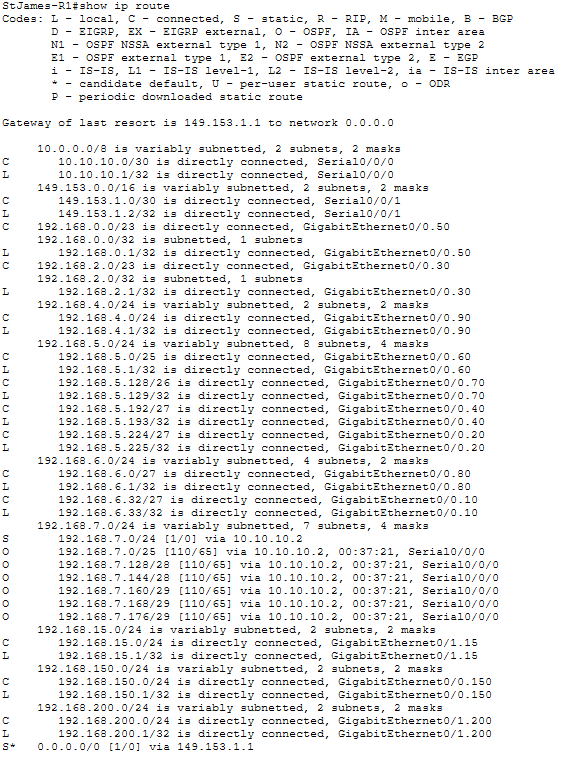 StJames-R1#show ip route
Codes: L - local, C - connected, S - static, R - RIP, M - mobile, B - BGP
       D - EIGRP, EX - EIGRP external, O - OSPF, IA - OSPF inter area
       N1 - OSPF NSSA external type 1, N2 - OSPF NSSA external type 2
       E1 - OSPF external type 1, E2 - OSPF external type 2, E - EGP
       i - IS-IS, L1 - IS-IS level-1, L2 - IS-IS level-2, ia - IS-IS inter area
       * - candidate default, U - per-user static route, o - ODR
       P - periodic downloaded static route

Gateway of last resort is 149.153.1.1 to network 0.0.0.0

     10.0.0.0/8 is variably subnetted, 2 subnets, 2 masks
C       10.10.10.0/30 is directly connected, Serial0/0/0
L       10.10.10.1/32 is directly connected, Serial0/0/0
     149.153.0.0/16 is variably subnetted, 2 subnets, 2 masks
C       149.153.1.0/30 is directly connected, Serial0/0/1
L       149.153.1.2/32 is directly connected, Serial0/0/1
C    192.168.0.0/23 is directly connected, GigabitEthernet0/0.50
     192.168.0.0/32 is subnetted, 1 subnets
L       192.168.0.1/32 is directly connected, GigabitEthernet0/0.50
C    192.168.2.0/23 is directly connected, GigabitEthernet0/0.30
     192.168.2.0/32 is subnetted, 1 subnets
L       192.168.2.1/32 is directly connected, GigabitEthernet0/0.30
     192.168.4.0/24 is variably subnetted, 2 subnets, 2 masks
C       192.168.4.0/24 is directly connected, GigabitEthernet0/0.90
L       192.168.4.1/32 is directly connected, GigabitEthernet0/0.90
     192.168.5.0/24 is variably subnetted, 8 subnets, 4 masks
C       192.168.5.0/25 is directly connected, GigabitEthernet0/0.60
L       192.168.5.1/32 is directly connected, GigabitEthernet0/0.60
C       192.168.5.128/26 is directly connected, GigabitEthernet0/0.70
L       192.168.5.129/32 is directly connected, GigabitEthernet0/0.70
C       192.168.5.192/27 is directly connected, GigabitEthernet0/0.40
L       192.168.5.193/32 is directly connected, GigabitEthernet0/0.40
C       192.168.5.224/27 is directly connected, GigabitEthernet0/0.20
L       192.168.5.225/32 is directly connected, GigabitEthernet0/0.20
     192.168.6.0/24 is variably subnetted, 4 subnets, 2 masks
C       192.168.6.0/27 is directly connected, GigabitEthernet0/0.80
L       192.168.6.1/32 is directly connected, GigabitEthernet0/0.80
C       192.168.6.32/27 is directly connected, GigabitEthernet0/0.10
L       192.168.6.33/32 is directly connected, GigabitEthernet0/0.10
     192.168.7.0/24 is variably subnetted, 7 subnets, 4 masks
S       192.168.7.0/24 [1/0] via 10.10.10.2
O       192.168.7.0/25 [110/65] via 10.10.10.2, 00:37:21, Serial0/0/0
O       192.168.7.128/28 [110/65] via 10.10.10.2, 00:37:21, Serial0/0/0
O       192.168.7.144/28 [110/65] via 10.10.10.2, 00:37:21, Serial0/0/0
O       192.168.7.160/29 [110/65] via 10.10.10.2, 00:37:21, Serial0/0/0
O       192.168.7.168/29 [110/65] via 10.10.10.2, 00:37:21, Serial0/0/0
O       192.168.7.176/29 [110/65] via 10.10.10.2, 00:37:21, Serial0/0/0
     192.168.15.0/24 is variably subnetted, 2 subnets, 2 masks
C       192.168.15.0/24 is directly connected, GigabitEthernet0/1.15
L       192.168.15.1/32 is directly connected, GigabitEthernet0/1.15
     192.168.150.0/24 is variably subnetted, 2 subnets, 2 masks
C       192.168.150.0/24 is directly connected, GigabitEthernet0/0.150
L       192.168.150.1/32 is directly connected, GigabitEthernet0/0.150
     192.168.200.0/24 is variably subnetted, 2 subnets, 2 masks
C       192.168.200.0/24 is directly connected, GigabitEthernet0/1.200
L       192.168.200.1/32 is directly connected, GigabitEthernet0/1.200
S*   0.0.0.0/0 [1/0] via 149.153.1.1